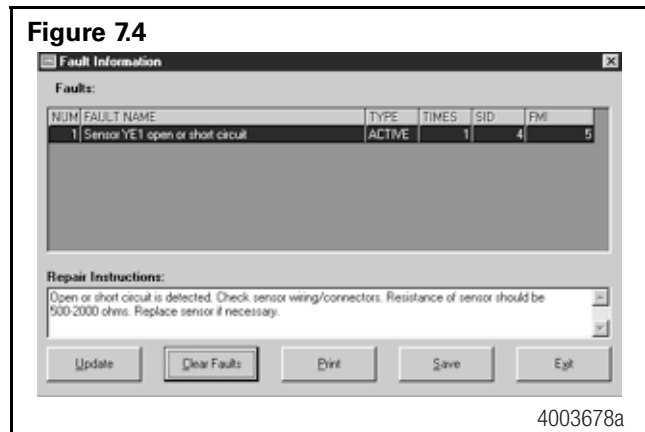 Figure 7.4
Fault Information
Faults:
NUM FAULT NAME TYPE TIMES SID FMI
1 Sensor YE1 open or short circuit ACTIVE 1 4 5
Repair Instructions:
Open or short circuit is detected. Check sensor wiring/connectors. Resistance of sensor should be
500-2000 ohms. Replace sensor if necessary.
Update Clear Faults Print Save Exit
4003678a